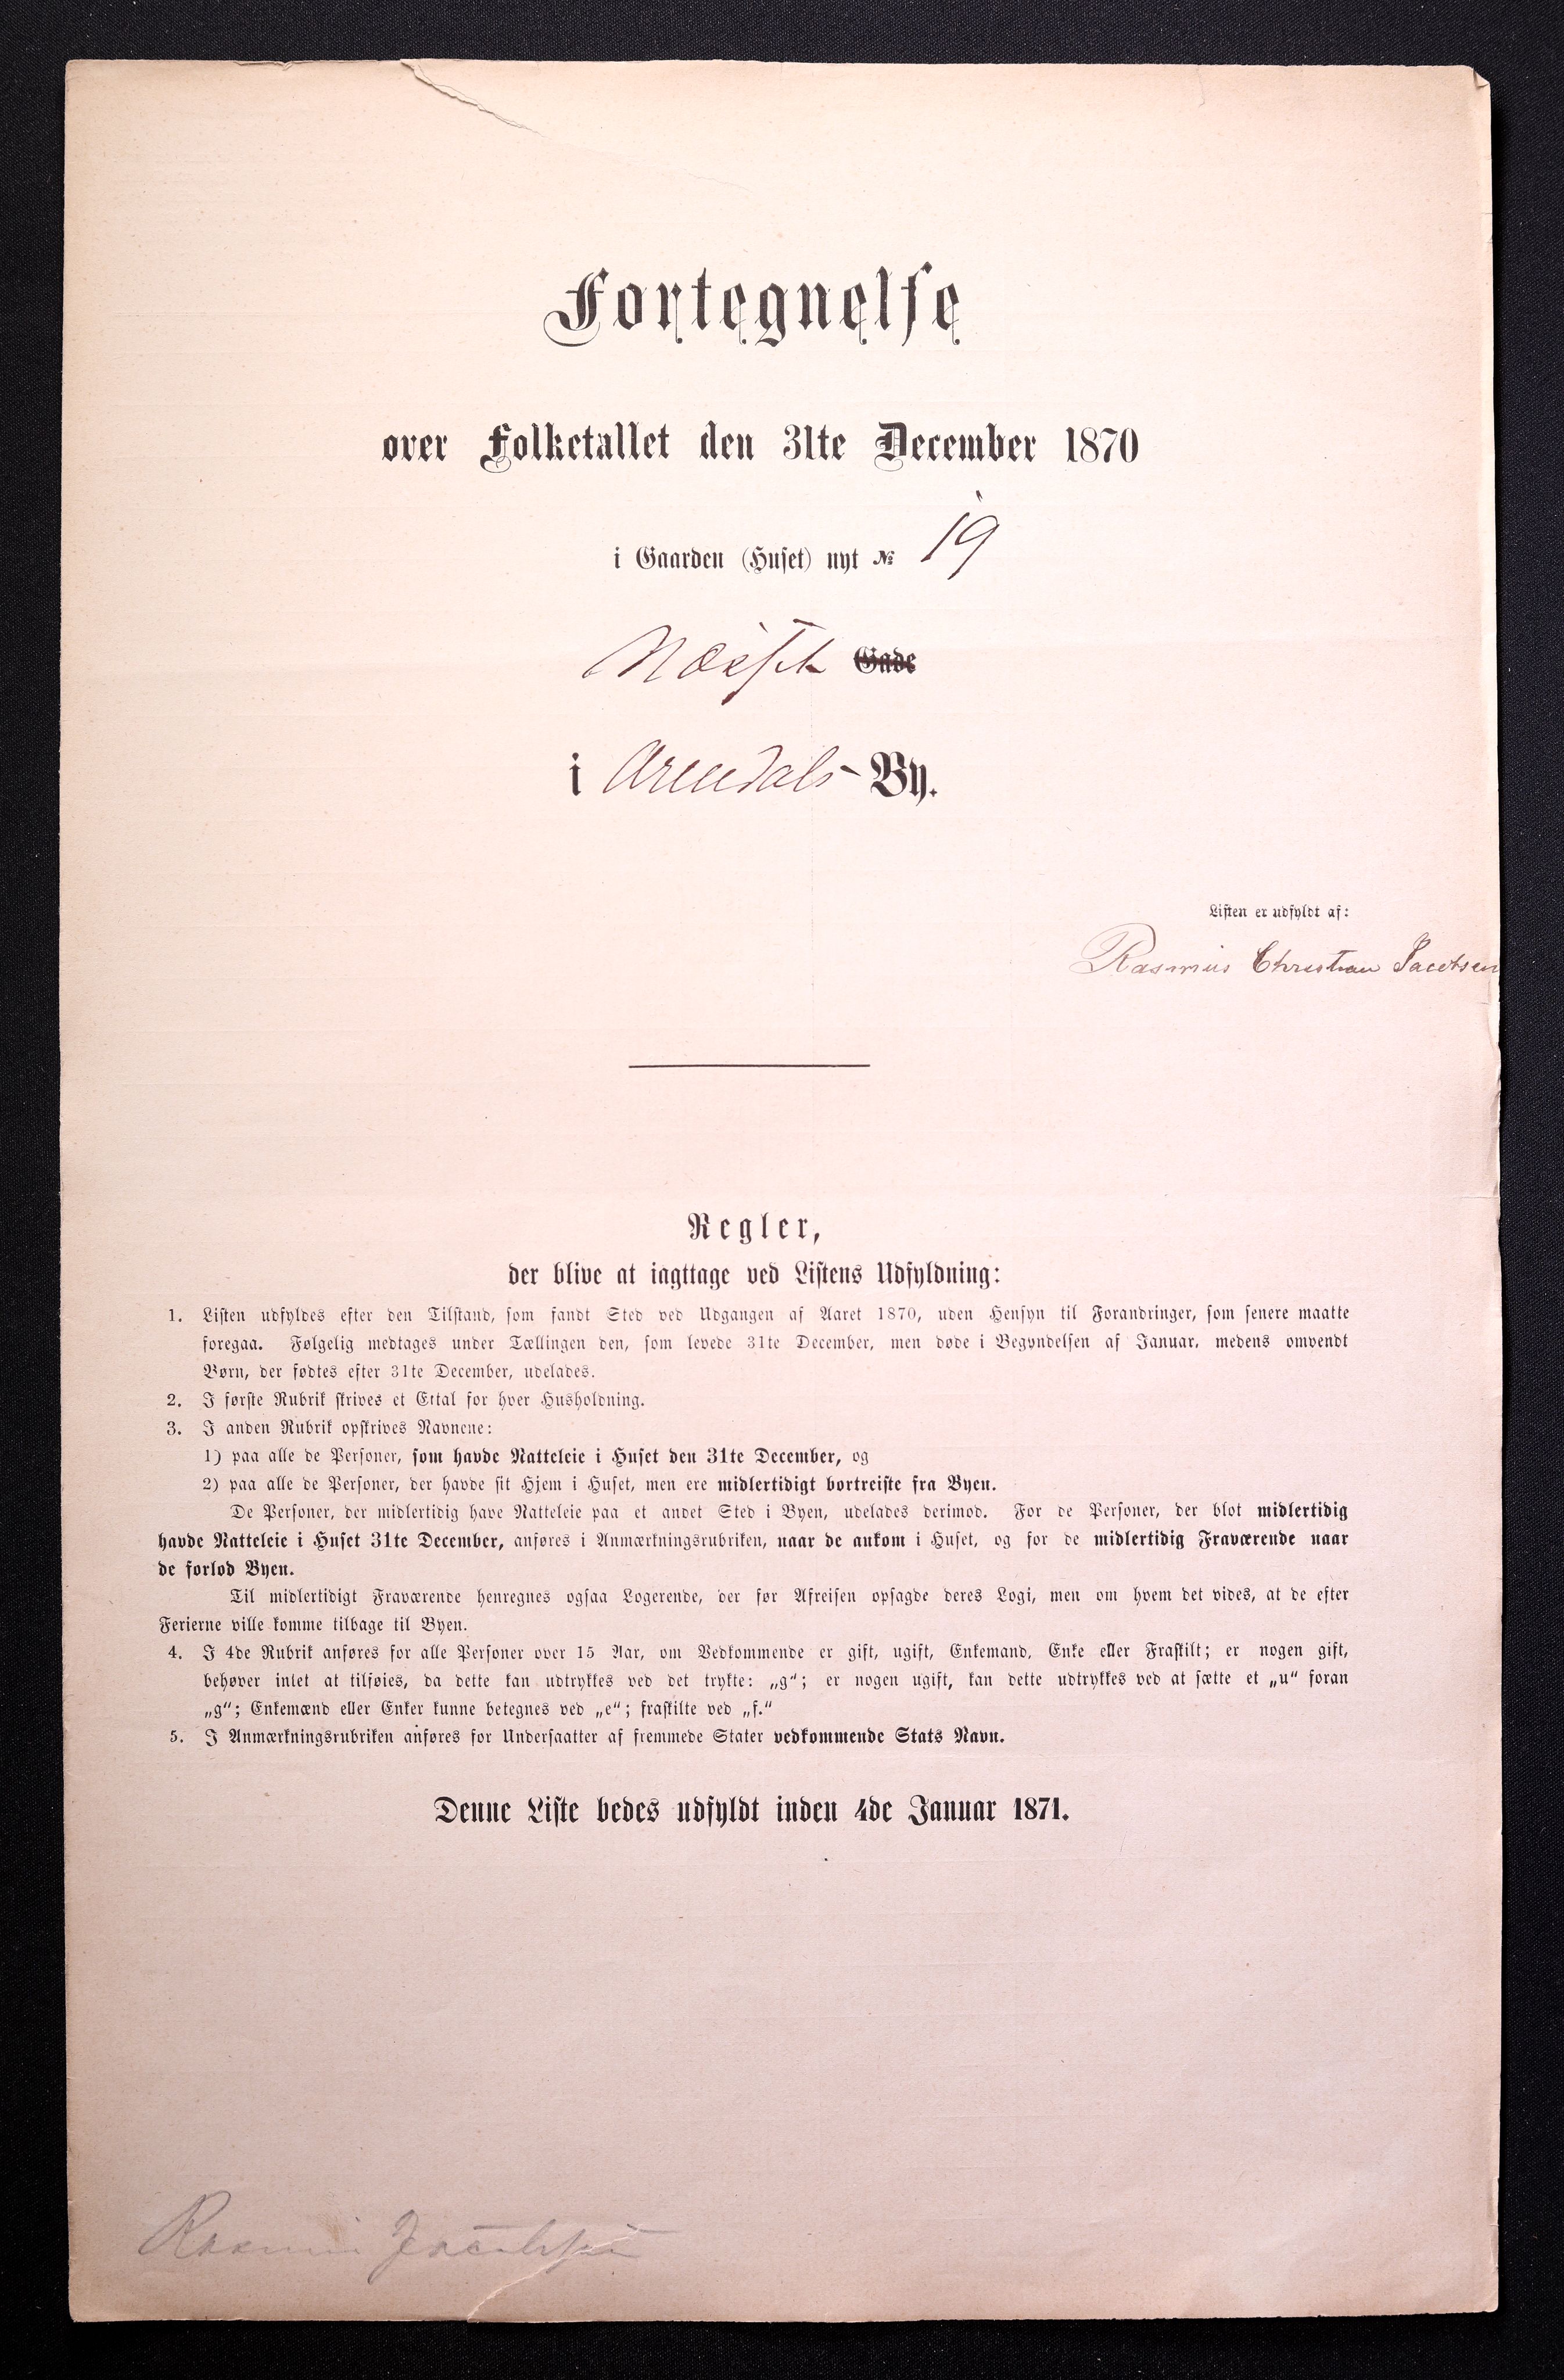 Fortegnelse
over Folketallet den 31te December 1870
i Gaarden (Huset) nyt № 19
Gade
i Arendals By.
Listen er udfyldt af:
Rasmus Christian Jacobsen
Regler,
der blive at iagttage ved Listens Udfyldning:
1. Listen udfyldes efter den Tilstand, som fandt Sted ved Udgangen af Aaret 1870, uden Hensyn til Forandringer, som senere maatte
foregaa. Følgelig medtages under Tællingen den, som levede 31te December, men døde i Begyndelsen af Januar, medens omvendt
Børn, der fødtes efter 31te December, udelades.
2. I første Rubrik skrives et Ettal for hver Husholdning.
3. I anden Rubrik opskrives Navnene:
1) paa alle de Personer, som havde Natteleie i Huset den 31te December, og
2) paa alle de Personer, der havde sit Hjem i Huset, men ere midlertidigt bortreiste fra Byen.
De Personer, der midlertidig have Natteleie paa et andet Sted i Byen, udelades derimod. For de Personer, der blot midlertidig
havde Natteleie i Huset 31te December, anføres i Anmærkningsrubriken, naar de ankom i Huset, og for de midlertidig Fraværende naar
de forlod Byen.
Til midlertidigt Fraværende henregnes ogsaa Logerende, der før Afreisen opsagde deres Logi, men om hvem det vides, at de efter
Ferierne ville komme tilbage til Byen.
4. I 4de Rubrik anføres for alle Personer over 15 Aar, om Vedkommende er gift, ugift, Enkemand, Enke eller Fraskilt; er nogen gift,
behøver intet at tilføies, da dette kan udtrykkes ved det trykte: „g“; er nogen ugift, kan dette udtrykkes ved at sætte et „u“ foran
„g“; Enkemænd eller Enker kunne betegnes ved „e“; fraskilte ved „f.“
5. I Anmærkningsrubriken anføres for Undersaatter af fremmede Stater vedkommende Stats Navn.
Denne Liste bedes udfyldt inden 4de Januar 1871.
Rasmus Jacobsen